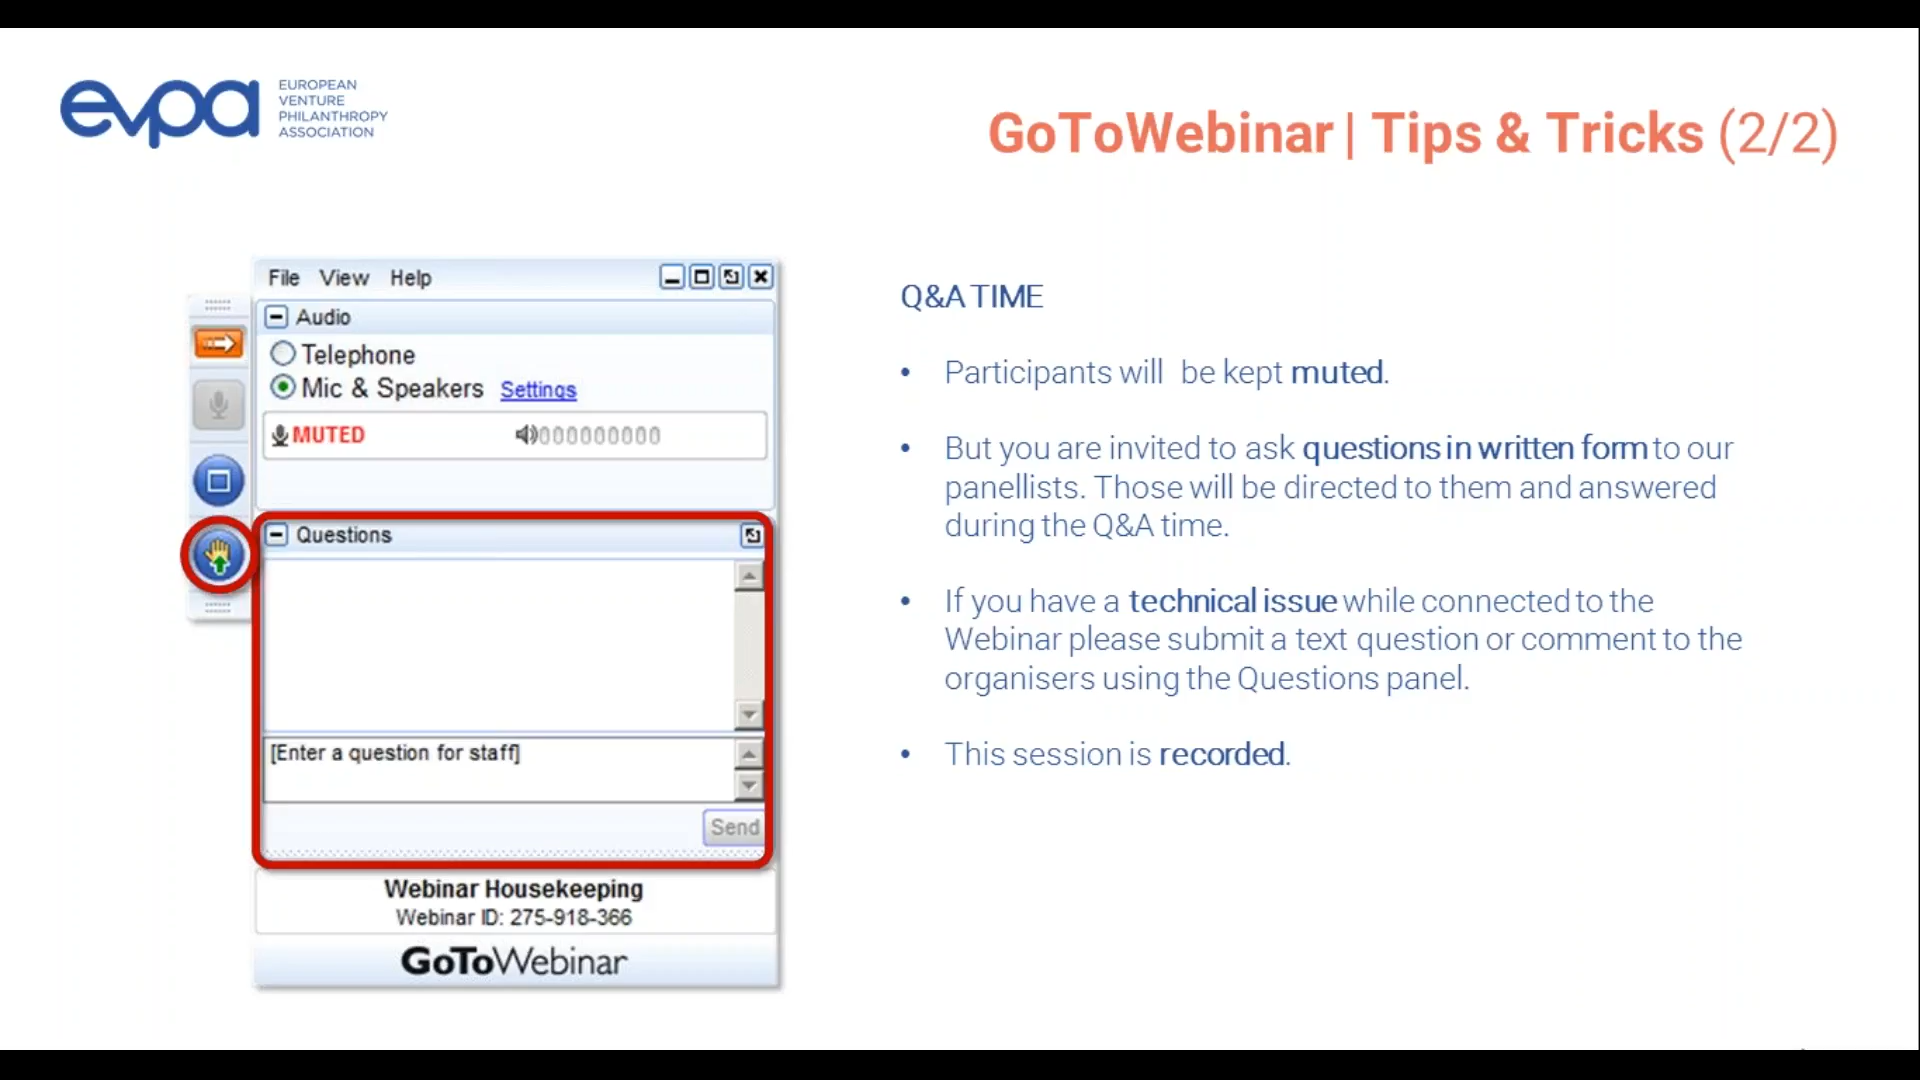 evpa
EUROPEAN
VENTURE
PHILANTHROPY
ASSOCIATION
GoToWebinar | Tips & Tricks (2/2)
File View Help
Audio
Telephone
Mic & Speakers Settings
MUTED
Questions
[Enter a question for staff]
Send
Webinar Housekeeping
Webinar ID: 275-918-366
GoToWebinar
Q&A TIME
• Participants will be kept muted.
• But you are invited to ask questions in written form to our
panellists. Those will be directed to them and answered
during the Q&A time.
• If you have a technical issue while connected to the
Webinar please submit a text question or comment to the
organisers using the Questions panel.
• This session is recorded.